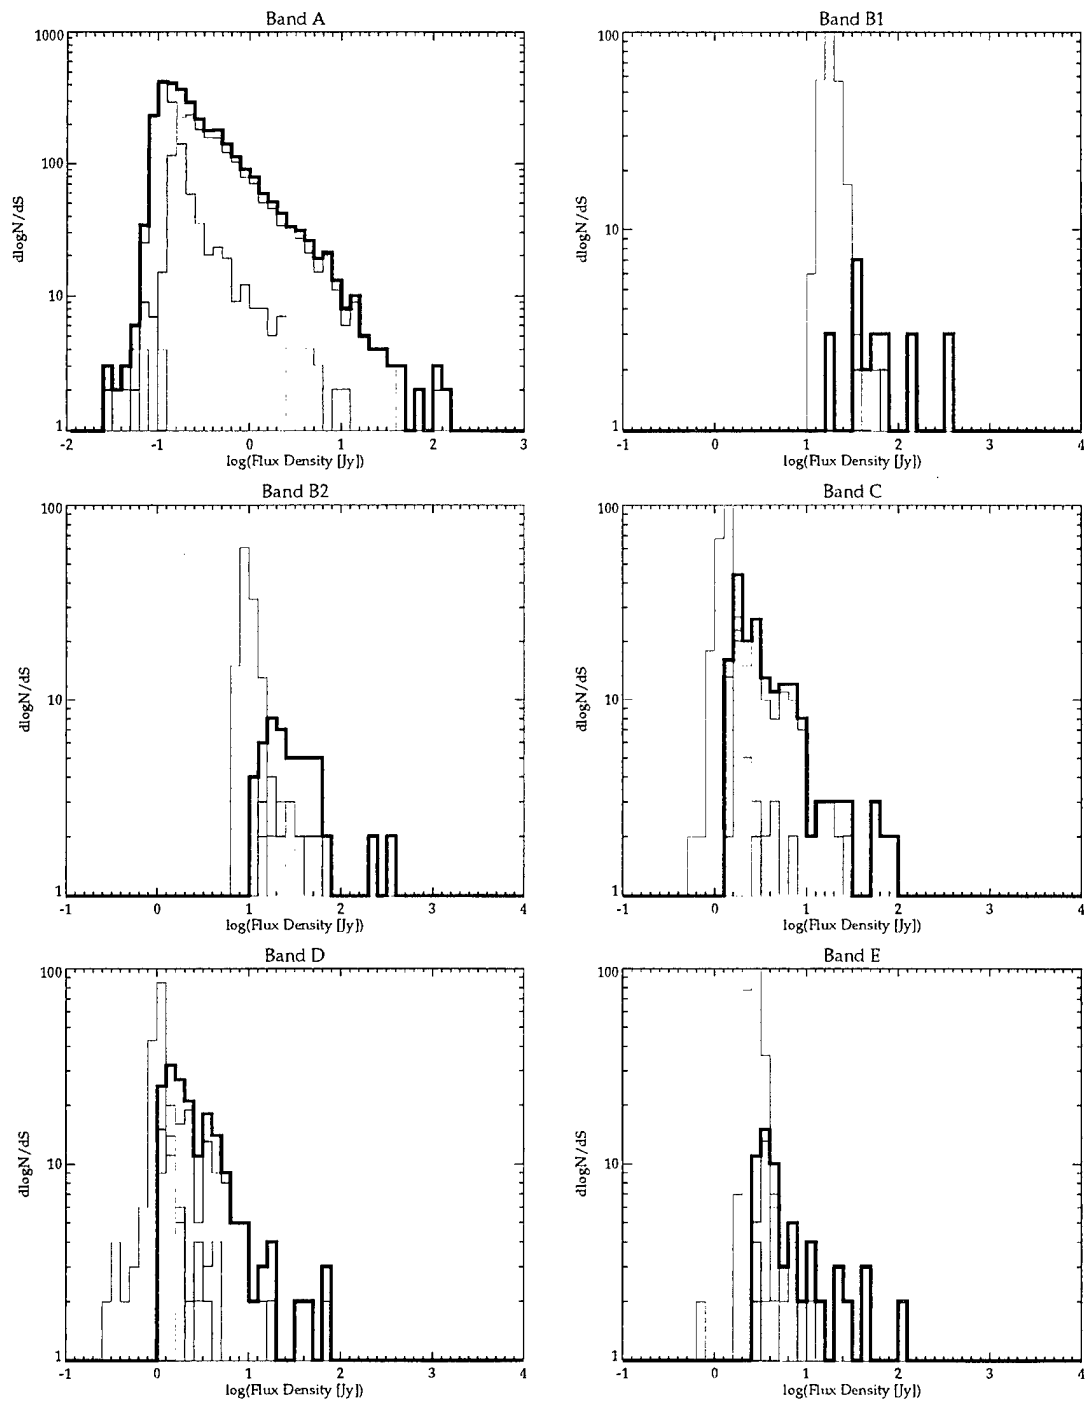 Band A
1000
100
10
1
dlogN/dS
-2 -1 0 1 2 3
log(Flux Density [Jy])
Band B1
100
10
1
dlogN/dS
-1 0 1 2 3 4
log(Flux Density [Jy])
Band B2
100
10
1
dlogN/dS
-1 0 1 2 3 4
log(Flux Density [Jy])
Band C
100
10
1
dlogN/dS
-1 0 1 2 3 4
log(Flux Density [Jy])
Band D
100
10
1
dlogN/dS
-1 0 1 2 3 4
log(Flux Density [Jy])
Band E
100
10
1
dlogN/dS
-1 0 1 2 3 4
log(Flux Density [Jy])